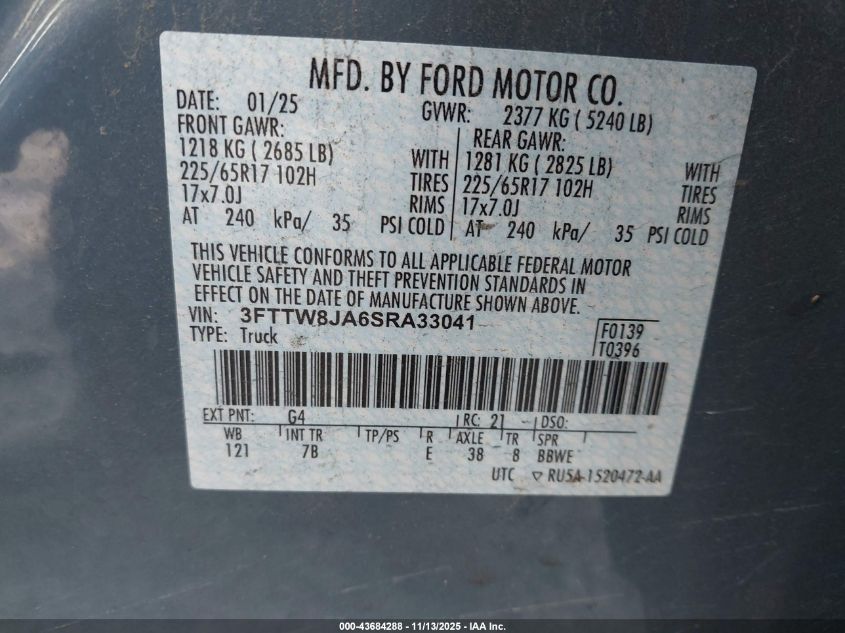 MFD. BY FORD MOTOR CO.
DATE: 01/25 GVWR: 2377 KG ( 5240 LB)
FRONT GAWR: REAR GAWR:
1218 KG ( 2685 LB) WITH 1281 KG ( 2825 LB) WITH
225/65R17 102H TIRES 225/65R17 102H TIRES
17x7.0J RIMS 17x7.0J RIMS
AT 240 kPa/ 35 PSI COLD AT 240 kPa/ 35 PSI COLD
THIS VEHICLE CONFORMS TO ALL APPLICABLE FEDERAL MOTOR
VEHICLE SAFETY AND THEFT PREVENTION STANDARDS IN
EFFECT ON THE DATE OF MANUFACTURE SHOWN ABOVE.
VIN: 3FTTW8JA6SRA33041 F0139
TYPE: Truck T0396
EXT PNT: G4 RC: 21 DSO:
WB INT TR TP/PS R AXLE TR SPR
121 7B E 38 8 BBWE
UTC ▽ RU5A-1520472-AA
000-43684288 - 11/13/2025 - IAA Inc.